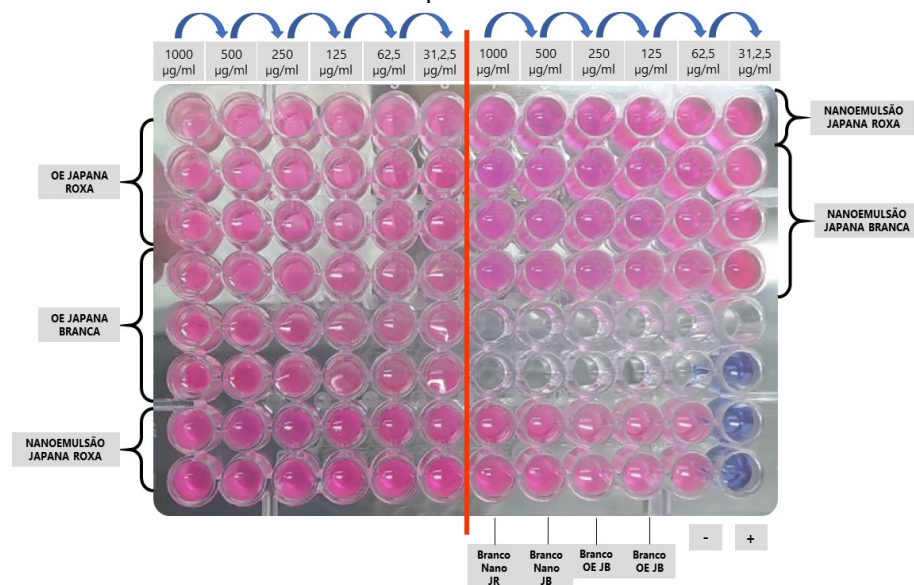 1000 µg/ml
500 µg/ml
250 µg/ml
125 µg/ml
62,5 µg/ml
31,2,5 µg/ml
1000 µg/ml
500 µg/ml
250 µg/ml
125 µg/ml
62,5 µg/ml
31,2,5 µg/ml
OE JAPANA
ROXA
OE JAPANA
BRANCA
NANOEMULSÃO
JAPANA ROXA
NANOEMULSÃO
JAPANA ROXA
NANOEMULSÃO
JAPANA BRANCA
Branco
Nano
JR
Branco
Nano
JB
Branco
OE JB
Branco
OE JB
-
+